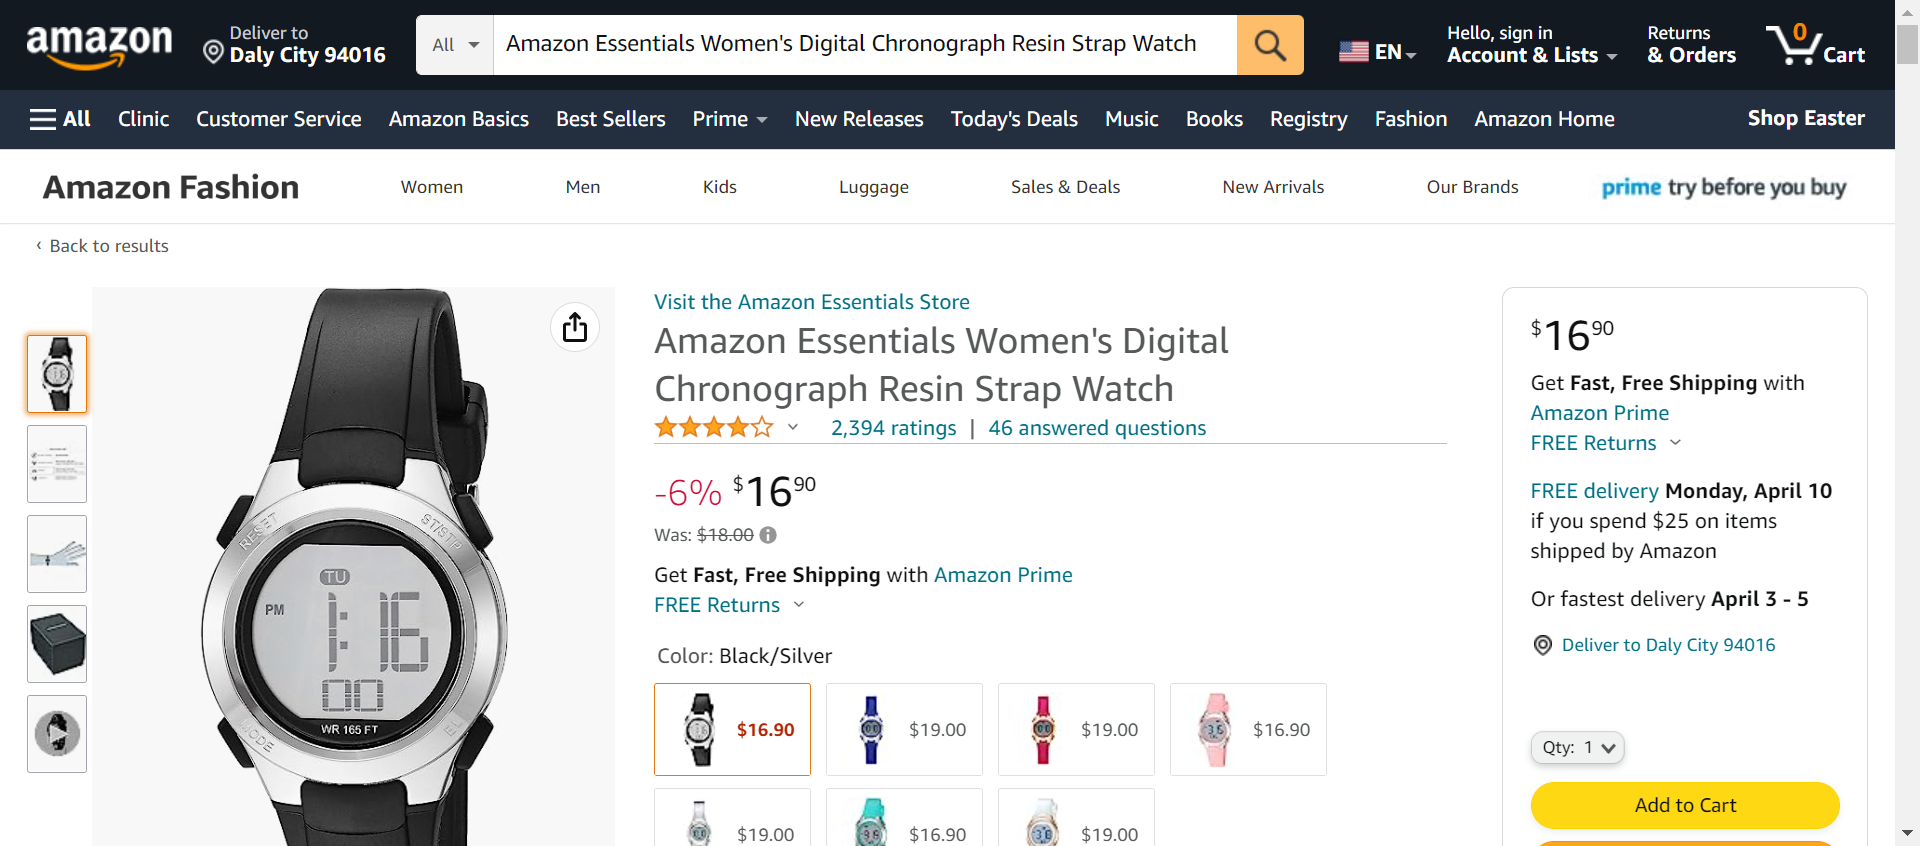 amazon
Deliver to
Daly City 94016
All
Amazon Essentials Women's Digital Chronograph Resin Strap Watch
EN
Hello, sign in
Account & Lists
Returns
& Orders
0
Cart
All
Clinic
Customer Service
Amazon Basics
Best Sellers
Prime
New Releases
Today's Deals
Music
Books
Registry
Fashion
Amazon Home
Shop Easter
Amazon Fashion
Women
Men
Kids
Luggage
Sales & Deals
New Arrivals
Our Brands
prime try before you buy
‹ Back to results
RESET
ST/STP
TU
PM
1:16
00
WR 165 FT
MODE
EL
Visit the Amazon Essentials Store
Amazon Essentials Women's Digital
Chronograph Resin Strap Watch
2,394 ratings | 46 answered questions
-6% $16 90
Was: $18.00
Get Fast, Free Shipping with Amazon Prime
FREE Returns
Color: Black/Silver
$16.90
$19.00
$19.00
$16.90
$19.00
$16.90
$19.00
$16 90
Get Fast, Free Shipping with
Amazon Prime
FREE Returns
FREE delivery Monday, April 10
if you spend $25 on items
shipped by Amazon
Or fastest delivery April 3 - 5
Deliver to Daly City 94016
Qty: 1
Add to Cart